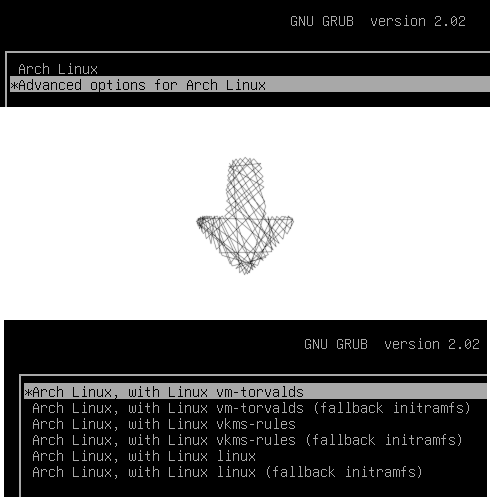 GNU GRUB version 2.02
Arch Linux
*Advanced options for Arch Linux
GNU GRUB version 2.02
*Arch Linux, with Linux vm-torvalds
Arch Linux, with Linux vm-torvalds (fallback initramfs)
Arch Linux, with Linux vkms-rules
Arch Linux, with Linux vkms-rules (fallback initramfs)
Arch Linux, with Linux linux
Arch Linux, with Linux linux (fallback initramfs)